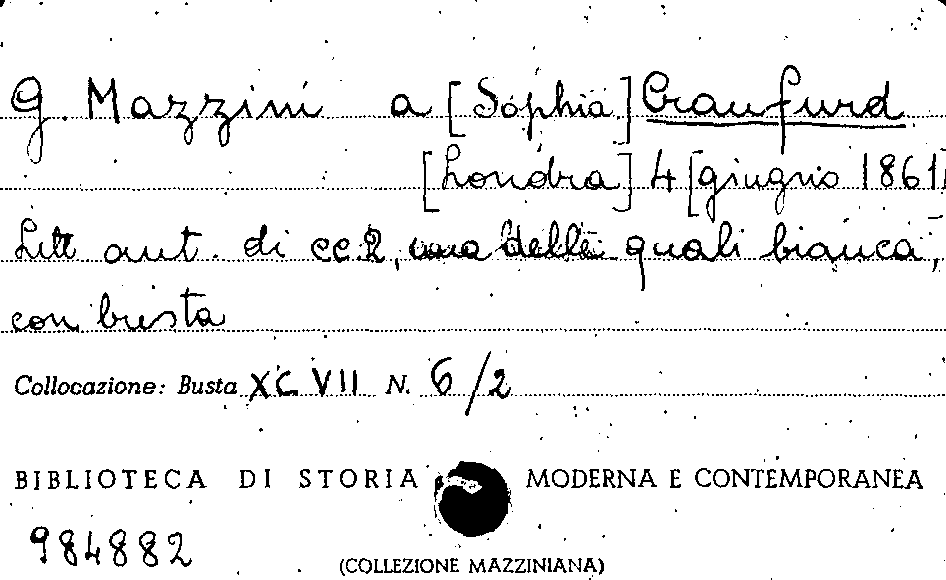 G. Mazzini a [Sophia] Craufurd
[Londra] 4 [giugno 1861]
Lett aut. di cc. 2, una delle quali bianca,
con busta
Collocazione: Busta XCVII N. 6/2
BIBLIOTECA DI STORIA MODERNA E CONTEMPORANEA
984882
(COLLEZIONE MAZZINIANA)